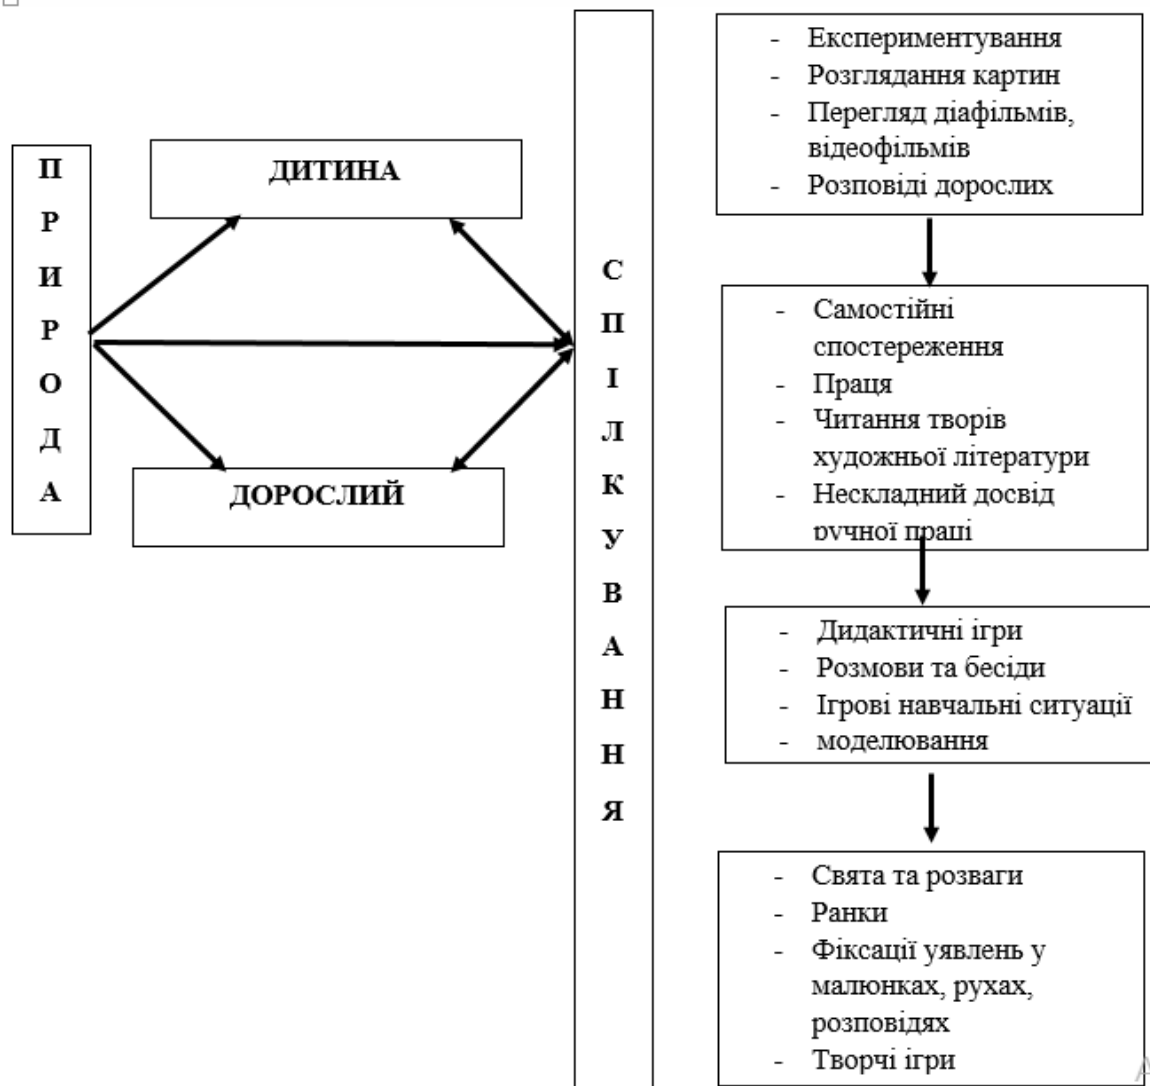 ПРИРОДА
ДИТИНА
ДОРОСЛИЙ
СПІЛКУВАННЯ
- Експериментування
- Розглядання картин
- Перегляд діафільмів,
відеофільмів
- Розповіді дорослих
- Самостійні
спостереження
- Праця
- Читання творів
художньої літератури
- Нескладний досвід
ручної праці
- Дидактичні ігри
- Розмови та бесіди
- Ігрові навчальні ситуації
- моделювання
- Свята та розваги
- Ранки
- Фіксації уявлень у
малюнках, рухах,
розповідях
- Творчі ігри